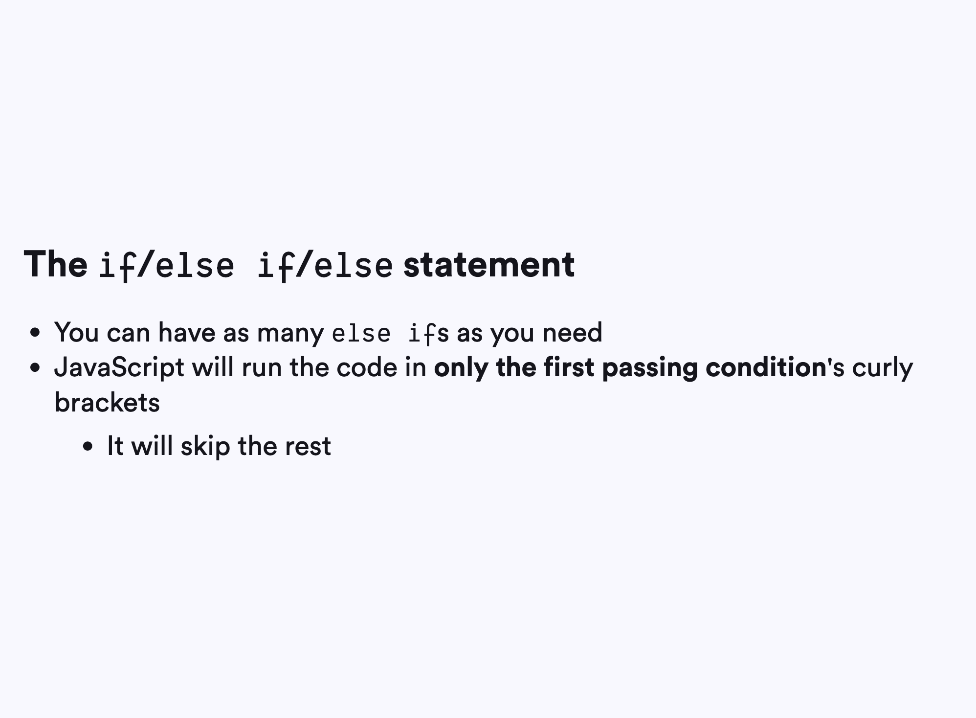 The if/else if/else statement
• You can have as many else ifs as you need
• JavaScript will run the code in only the first passing condition's curly
brackets
• It will skip the rest